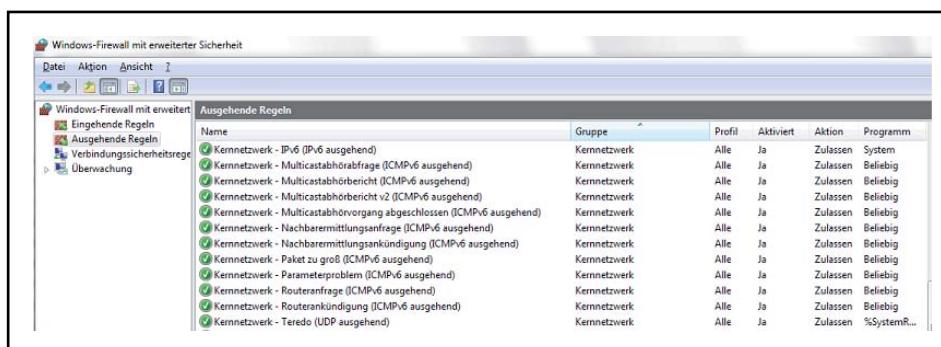 Windows-Firewall mit erweiterter Sicherheit
Datei Aktion Ansicht ?
Windows-Firewall mit erweitert
Eingehende Regeln
Ausgehende Regeln
Verbindungssicherheitsrege
Überwachung
Ausgehende Regeln
Name Gruppe Profil Aktiviert Aktion Programm
Kernnetzwerk - IPv6 (IPv6 ausgehend) Kernnetzwerk Alle Ja Zulassen System
Kernnetzwerk - Multicastabhörabfrage (ICMPv6 ausgehend) Kernnetzwerk Alle Ja Zulassen Beliebig
Kernnetzwerk - Multicastabhörbericht (ICMPv6 ausgehend) Kernnetzwerk Alle Ja Zulassen Beliebig
Kernnetzwerk - Multicastabhörbericht v2 (ICMPv6 ausgehend) Kernnetzwerk Alle Ja Zulassen Beliebig
Kernnetzwerk - Multicastabhörvorgang abgeschlossen (ICMPv6 ausgehend) Kernnetzwerk Alle Ja Zulassen Beliebig
Kernnetzwerk - Nachbarermittlungsanfrage (ICMPv6 ausgehend) Kernnetzwerk Alle Ja Zulassen Beliebig
Kernnetzwerk - Nachbarermittlungsankündigung (ICMPv6 ausgehend) Kernnetzwerk Alle Ja Zulassen Beliebig
Kernnetzwerk - Paket zu groß (ICMPv6 ausgehend) Kernnetzwerk Alle Ja Zulassen Beliebig
Kernnetzwerk - Parameterproblem (ICMPv6 ausgehend) Kernnetzwerk Alle Ja Zulassen Beliebig
Kernnetzwerk - Routeranfrage (ICMPv6 ausgehend) Kernnetzwerk Alle Ja Zulassen Beliebig
Kernnetzwerk - Routerankündigung (ICMPv6 ausgehend) Kernnetzwerk Alle Ja Zulassen Beliebig
Kernnetzwerk - Teredo (UDP ausgehend) Kernnetzwerk Alle Ja Zulassen %SystemR...